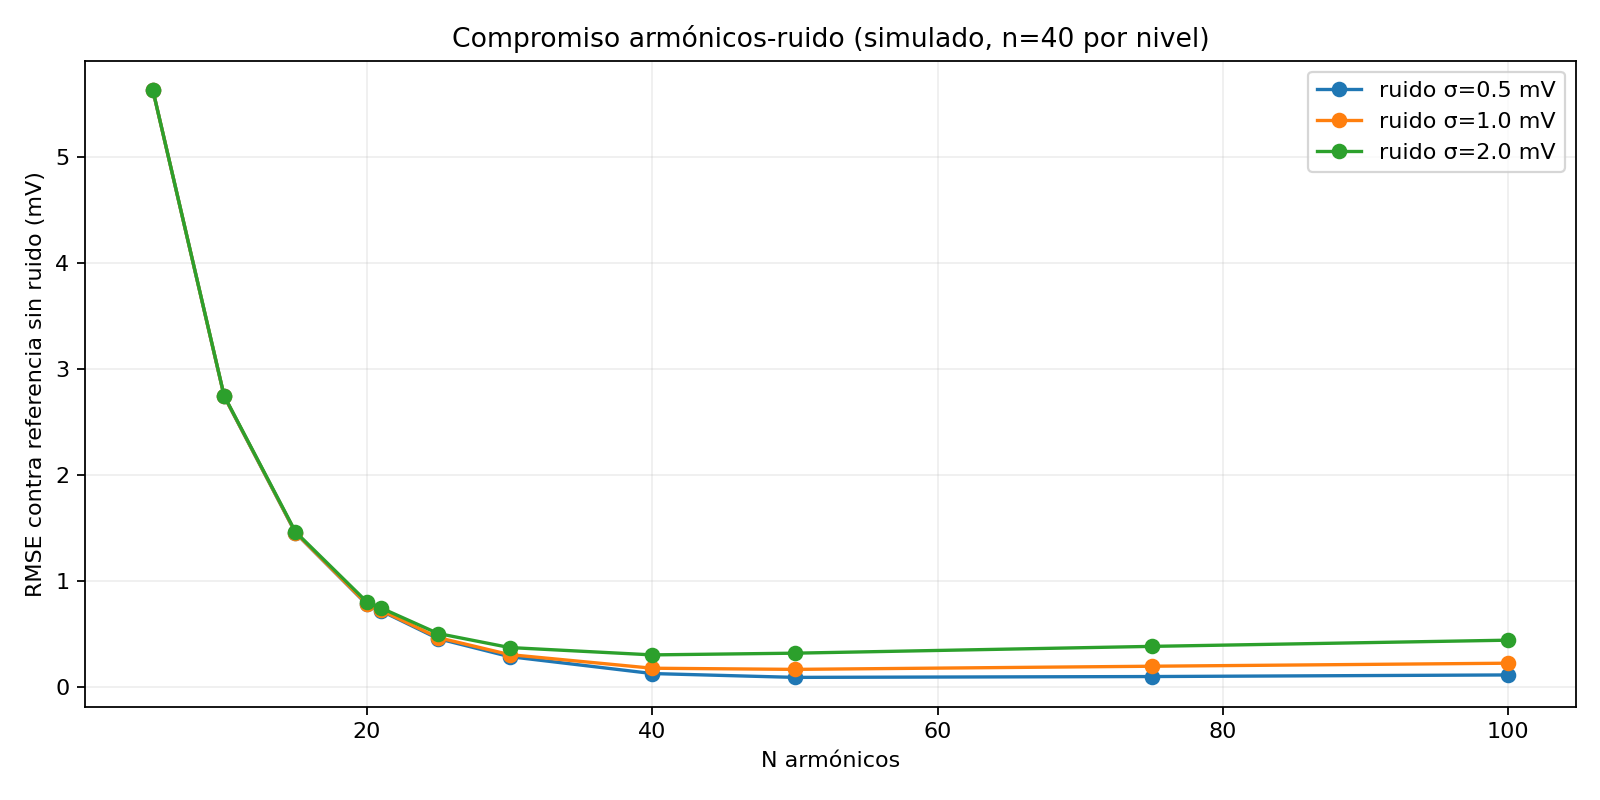 Compromiso armónicos-ruido (simulado, n=40 por nivel)
ruido σ=0.5 mV
ruido σ=1.0 mV
ruido σ=2.0 mV
RMSE contra referencia sin ruido (mV)
5
4
3
2
1
0
20 40 60 80 100
N armónicos